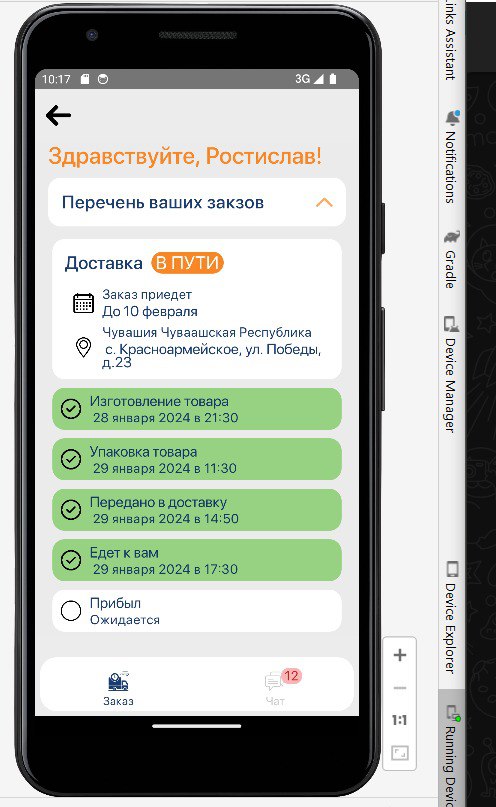 10:17
3G
Здравствуйте, Ростислав!
Перечень ваших закзов
Доставка В ПУТИ
Заказ приедет
До 10 февраля
Чувашия Чуваашская Республика
с. Красноармейское, ул. Победы,
д.23
Изготовление товара
28 января 2024 в 21:30
Упаковка товара
29 января 2024 в 11:30
Передано в доставку
29 января 2024 в 14:50
Едет к вам
29 января 2024 в 17:30
Прибыл
Ожидается
Заказ
12
Чат
1:1
Links Assistant
Notifications
Gradle
Device Manager
Device Explorer